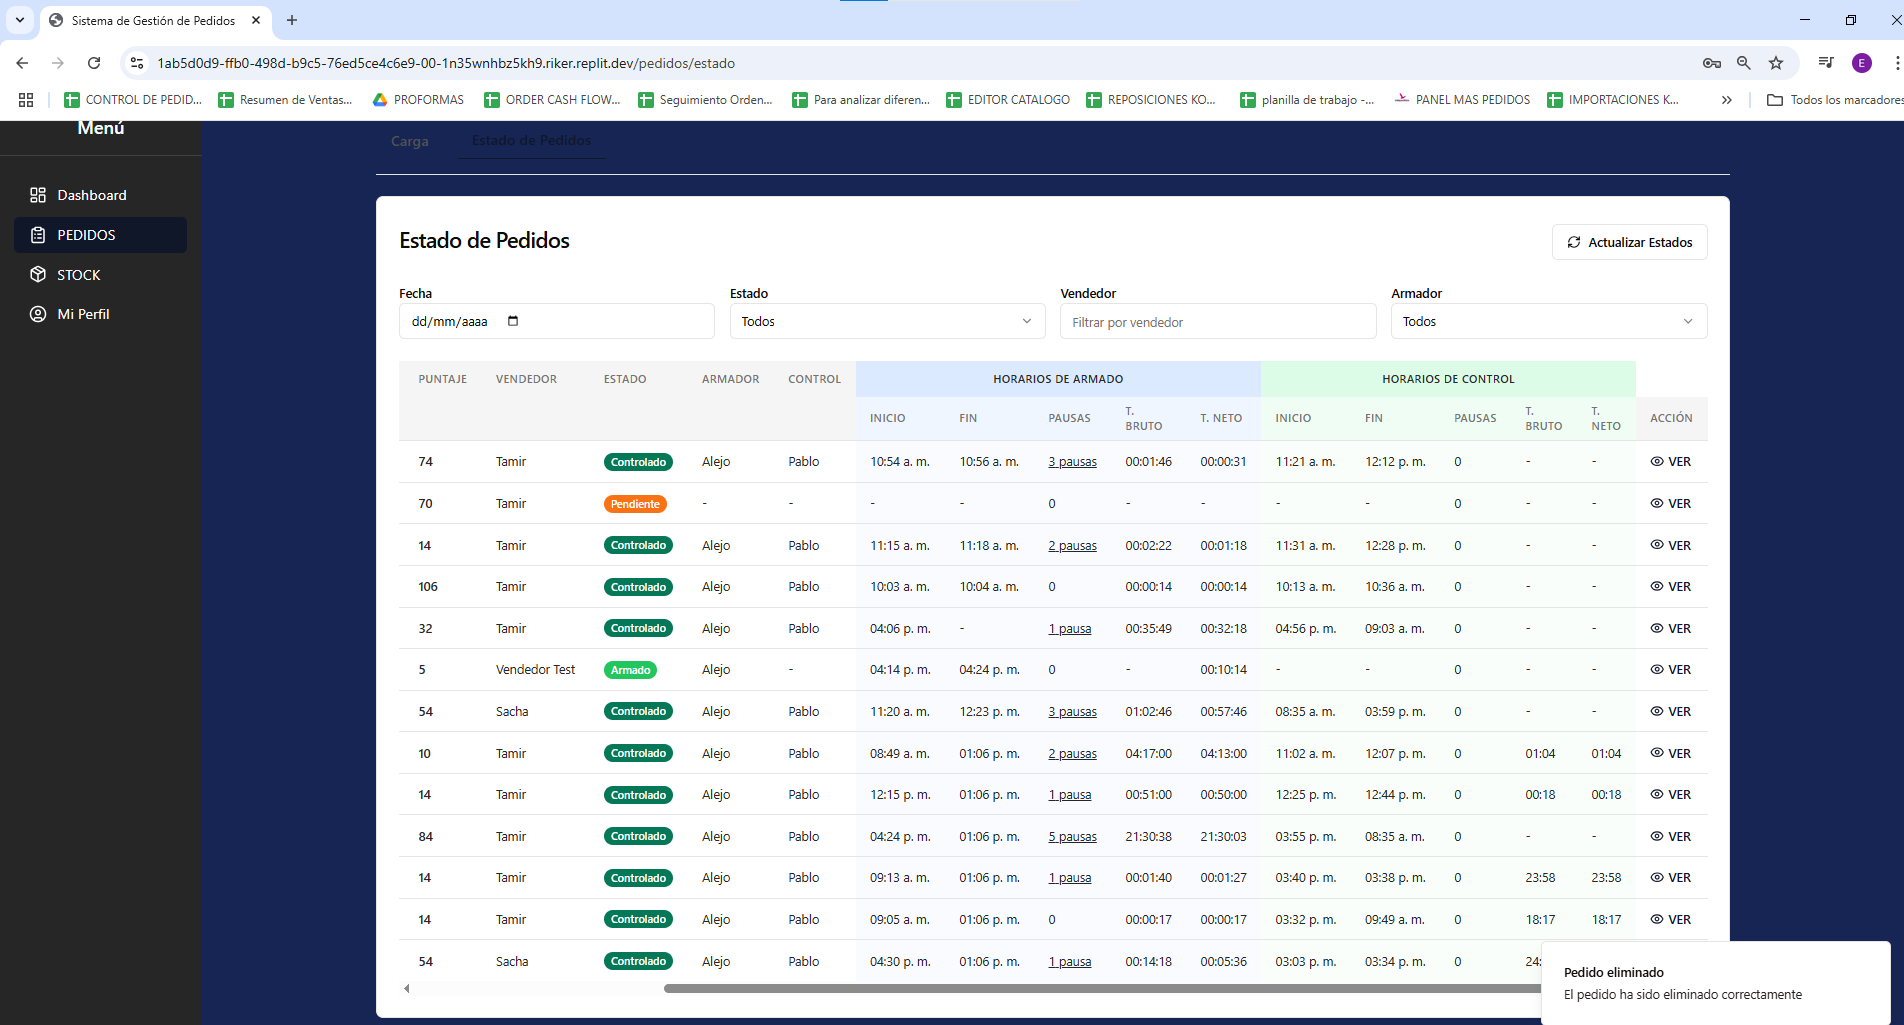 Sistema de Gestión de Pedidos
1ab5d0d9-ffb0-498d-b9c5-76ed5ce4c6e9-00-1n35wnhbz5kh9.riker.replit.dev/pedidos/estado
E
CONTROL DE PEDID... Resumen de Ventas... PROFORMAS ORDER CASH FLOW... Seguimiento Orden... Para analizar diferen... EDITOR CATALOGO REPOSICIONES KO... planilla de trabajo -... PANEL MAS PEDIDOS IMPORTACIONES K... Todos los marcadores
Menú
Dashboard
PEDIDOS
STOCK
Mi Perfil
Carga Estado de Pedidos
Estado de Pedidos
Actualizar Estados
Fecha Estado Vendedor Armador
dd/mm/aaaa Todos Filtrar por vendedor Todos
PUNTAJE VENDEDOR ESTADO ARMADOR CONTROL HORARIOS DE ARMADO HORARIOS DE CONTROL
INICIO FIN PAUSAS T. BRUTO T. NETO INICIO FIN PAUSAS T. BRUTO T. NETO ACCIÓN
74 Tamir Controlado Alejo Pablo 10:54 a. m. 10:56 a. m. 3 pausas 00:01:46 00:00:31 11:21 a. m. 12:12 p. m. 0 - - VER
70 Tamir Pendiente - - - - 0 - - - - 0 - - VER
14 Tamir Controlado Alejo Pablo 11:15 a. m. 11:18 a. m. 2 pausas 00:02:22 00:01:18 11:31 a. m. 12:28 p. m. 0 - - VER
106 Tamir Controlado Alejo Pablo 10:03 a. m. 10:04 a. m. 0 00:00:14 00:00:14 10:13 a. m. 10:36 a. m. 0 - - VER
32 Tamir Controlado Alejo Pablo 04:06 p. m. - 1 pausa 00:35:49 00:32:18 04:56 p. m. 09:03 a. m. 0 - - VER
5 Vendedor Test Armado Alejo - 04:14 p. m. 04:24 p. m. 0 - 00:10:14 - - 0 - - VER
54 Sacha Controlado Alejo Pablo 11:20 a. m. 12:23 p. m. 3 pausas 01:02:46 00:57:46 08:35 a. m. 03:59 p. m. 0 - - VER
10 Tamir Controlado Alejo Pablo 08:49 a. m. 01:06 p. m. 2 pausas 04:17:00 04:13:00 11:02 a. m. 12:07 p. m. 0 01:04 01:04 VER
14 Tamir Controlado Alejo Pablo 12:15 p. m. 01:06 p. m. 1 pausa 00:51:00 00:50:00 12:25 p. m. 12:44 p. m. 0 00:18 00:18 VER
84 Tamir Controlado Alejo Pablo 04:24 p. m. 01:06 p. m. 5 pausas 21:30:38 21:30:03 03:55 p. m. 08:35 a. m. 0 - - VER
14 Tamir Controlado Alejo Pablo 09:13 a. m. 01:06 p. m. 1 pausa 00:01:40 00:01:27 03:40 p. m. 03:38 p. m. 0 23:58 23:58 VER
14 Tamir Controlado Alejo Pablo 09:05 a. m. 01:06 p. m. 0 00:00:17 00:00:17 03:32 p. m. 09:49 a. m. 0 18:17 18:17 VER
54 Sacha Controlado Alejo Pablo 04:30 p. m. 01:06 p. m. 1 pausa 00:14:18 00:05:36 03:03 p. m. 03:34 p. m. 0 24:
Pedido eliminado
El pedido ha sido eliminado correctamente